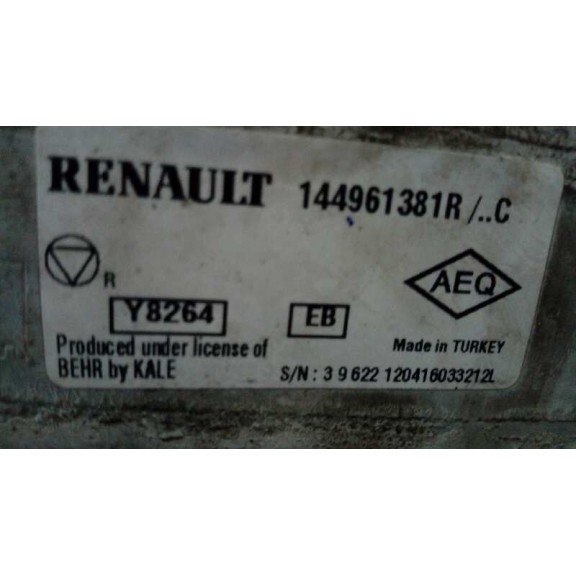 RENAULT 144961381R /..C
R
AEQ
Y8264 EB
Produced under license of Made in TURKEY
BEHR by KALE S/N : 3 9 622 120416033212L